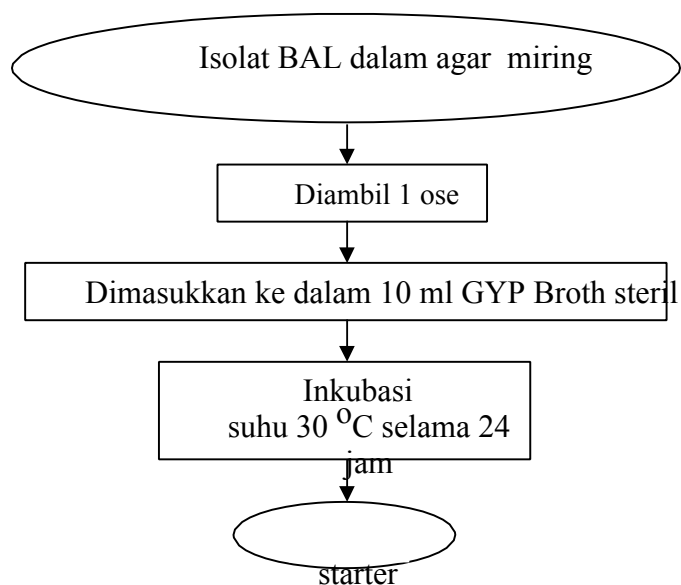 Isolat BAL dalam agar miring
Diambil 1 ose
Dimasukkan ke dalam 10 ml GYP Broth steril
Inkubasi
suhu 30 ºC selama 24
jam
starter